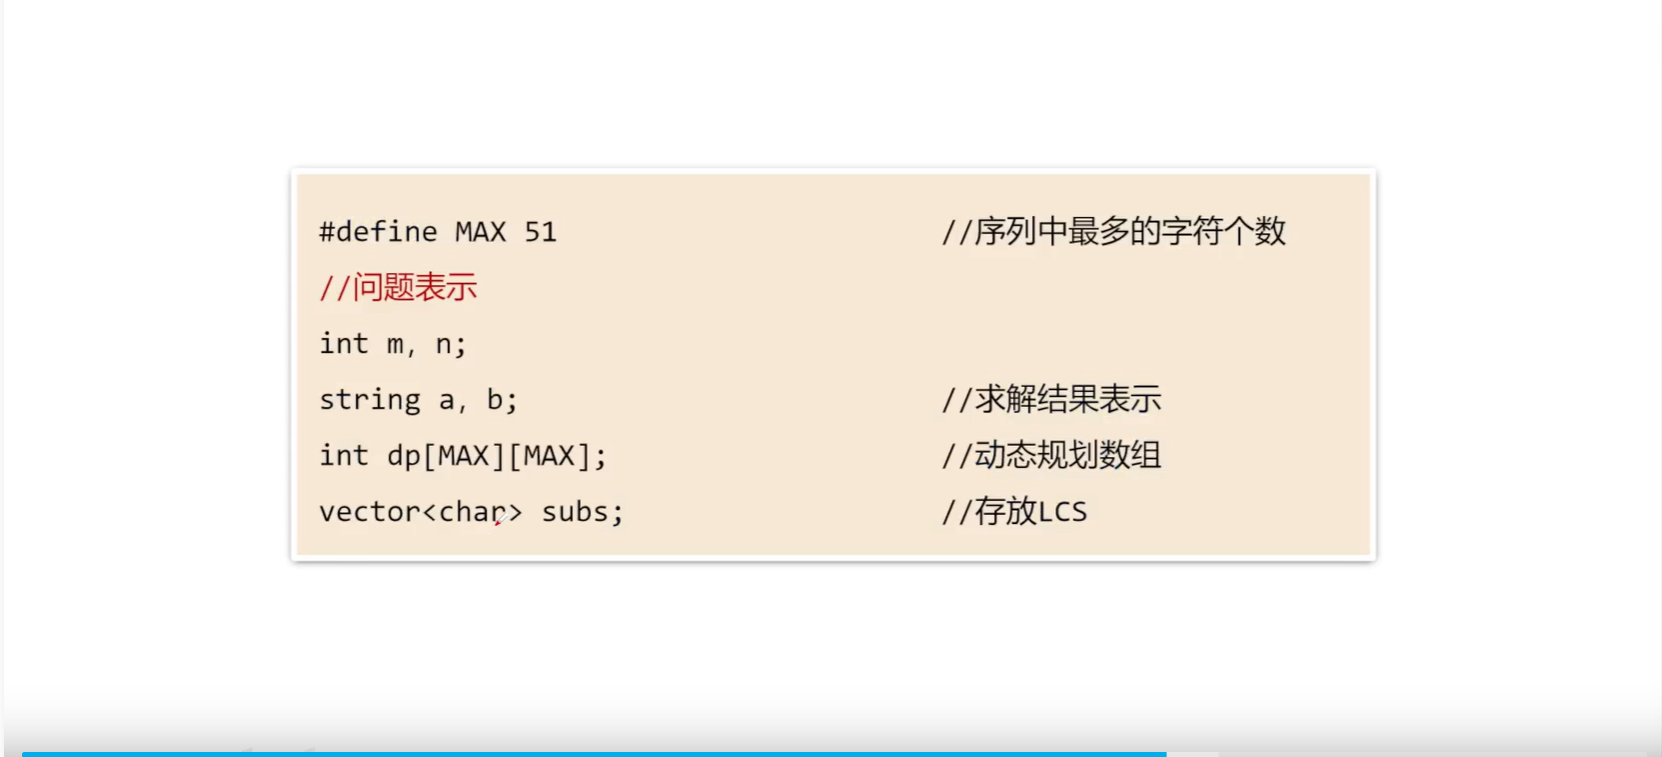 #define MAX 51 //序列中最多的字符个数
//问题表示
int m, n;
string a, b; //求解结果表示
int dp[MAX][MAX]; //动态规划数组
vector<char> subs; //存放LCS